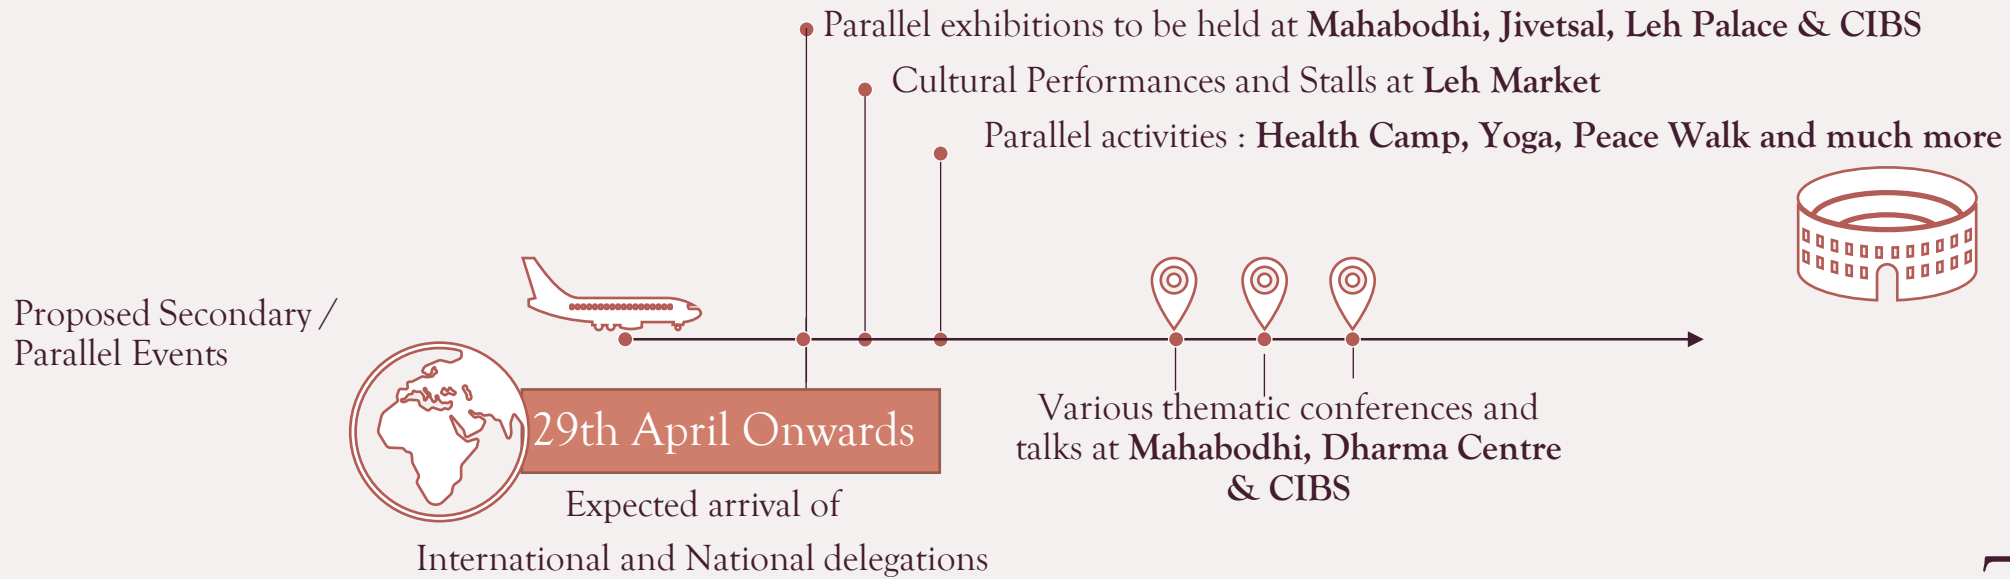 Parallel exhibitions to be held at Mahabodhi, Jivetsal, Leh Palace & CIBS
Cultural Performances and Stalls at Leh Market
Parallel activities : Health Camp, Yoga, Peace Walk and much more
Proposed Secondary /
Parallel Events
29th April Onwards
Expected arrival of
International and National delegations
Various thematic conferences and
talks at Mahabodhi, Dharma Centre
& CIBS